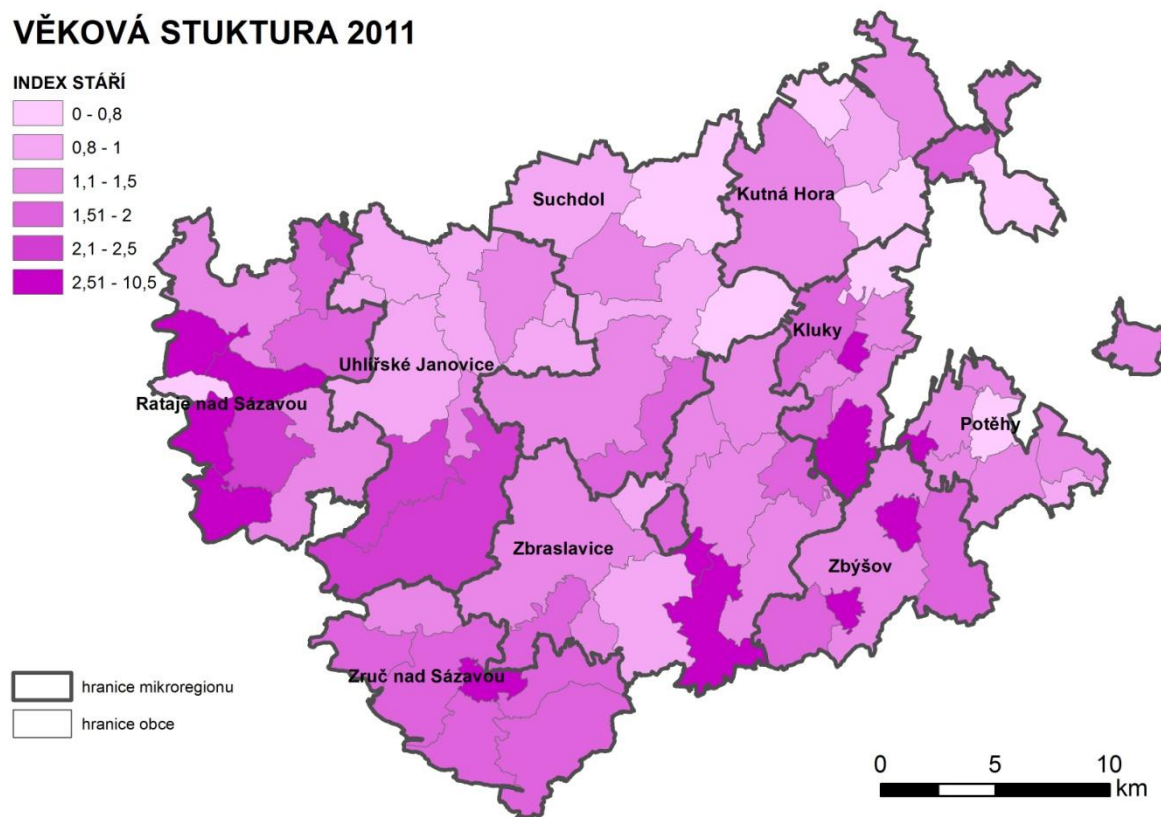 VĚKOVÁ STUKTURA 2011
INDEX STÁŘÍ
0 - 0,8
0,8 - 1
1,1 - 1,5
1,51 - 2
2,1 - 2,5
2,51 - 10,5
Suchdol
Kutná Hora
Kluky
Uhlířské Janovice
Rataje nad Sázavou
Potěhy
Zbraslavice
Zbýšov
Zruč nad Sázavou
hranice mikroregionu
hranice obce
0 5 10
km